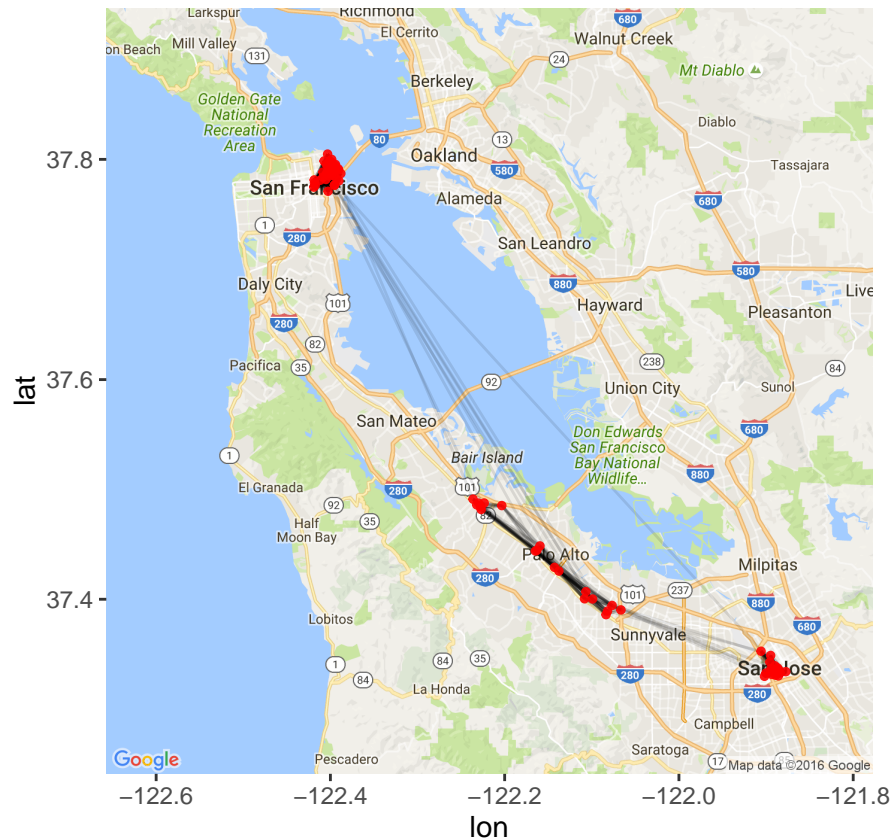 Larkspur
Richmond
680
on Beach
Mill Valley
El Cerrito
Walnut Creek
131
24
Mt Diablo
Berkeley
Golden Gate
National
Recreation
Area
80
13
Diablo
37.8
Oakland
580
Tassajara
San Francisco
Alameda
680
1
280
San Leandro
580
Daly City
880
Live
101
Hayward
Pleasanton
280
82
35
238
84
Pacifica
37.6
92
Union City
Sunol
lat
San Mateo
680
Don Edwards
San Francisco
Bay National
Wildlife...
1
Bair Island
880
El Granada
280
101
92
Half
Moon Bay
35
82
Palo Alto
Milpitas
280
237
37.4
101
880
Lobitos
680
Sunnyvale
1
84
35
84
280
San Jose
La Honda
280
Campbell
Saratoga
Google
Pescadero
17
Map data ©2016 Google
−122.6
−122.4
−122.2
−122.0
−121.8
lon